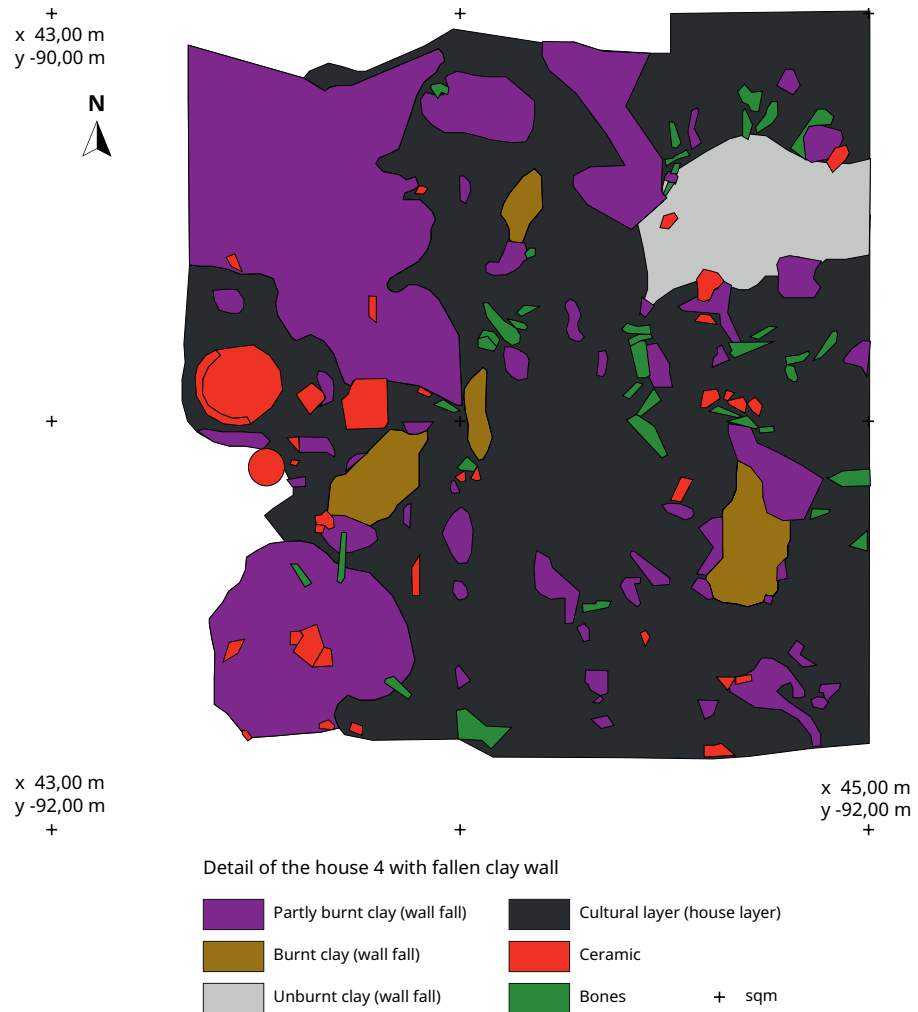 x 43,00 m
y -90,00 m
N
x 43,00 m
y -92,00 m
x 45,00 m
y -92,00 m
Detail of the house 4 with fallen clay wall
Partly burnt clay (wall fall)
Cultural layer (house layer)
Burnt clay (wall fall)
Ceramic
Unburnt clay (wall fall)
Bones
sqm